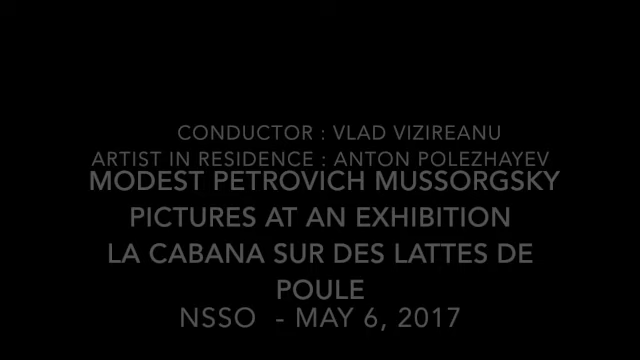 CONDUCTOR : VLAD VIZIREANU
ARTIST IN RESIDENCE : ANTON POLEZHAYEV
MODEST PETROVICH MUSSORGSKY
PICTURES AT AN EXHIBITION
LA CABANA SUR DES LATTES DE
POULE
NSSO - MAY 6, 2017